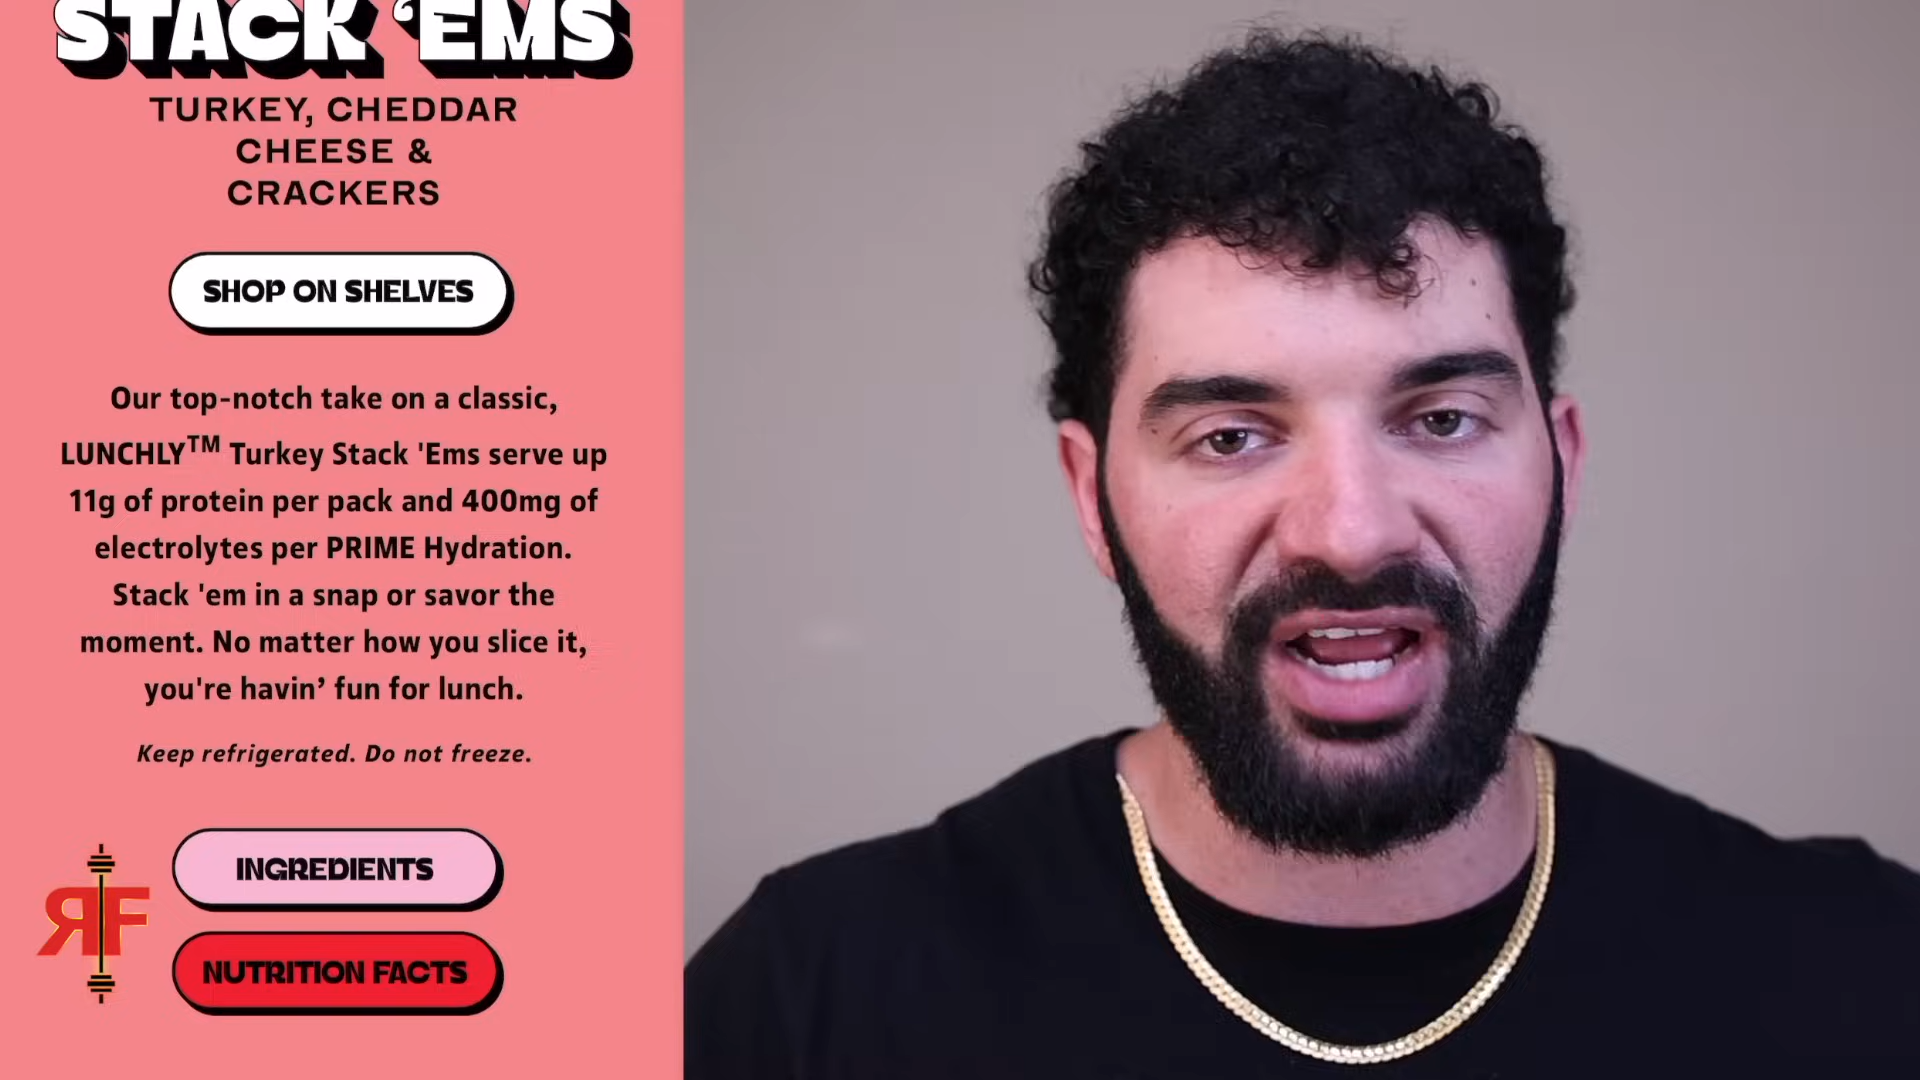 STACK ‘EMS
TURKEY, CHEDDAR
CHEESE &
CRACKERS
SHOP ON SHELVES
Our top-notch take on a classic,
LUNCHLY™ Turkey Stack 'Ems serve up
11g of protein per pack and 400mg of
electrolytes per PRIME Hydration.
Stack 'em in a snap or savor the
moment. No matter how you slice it,
you're havin’ fun for lunch.
Keep refrigerated. Do not freeze.
INGREDIENTS
RF
NUTRITION FACTS